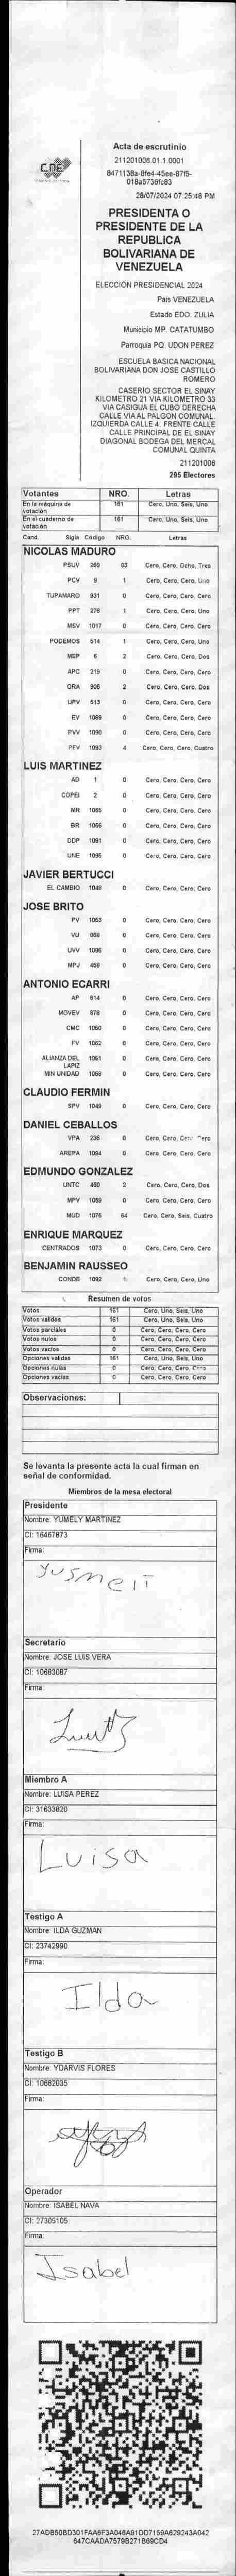 Acta de escrutinio
211201006.01.1.0001
8471138a-8fe4-45ee-87f5-
018a5736fc83
28/07/2024 07:25:48 PM
CNE
PRESIDENTA O
PRESIDENTE DE LA
REPUBLICA
BOLIVARIANA DE
VENEZUELA
ELECCIÓN PRESIDENCIAL 2024
Pais VENEZUELA
Estado EDO. ZULIA
Municipio MP. CATATUMBO
Parroquia PQ. UDON PEREZ
ESCUELA BASICA NACIONAL
BOLIVARIANA DON JOSE CASTILLO
ROMERO
CASERIO SECTOR EL SINAY
KILOMETRO 21 VIA KILOMETRO 33
VIA CASIGUA EL CUBO DERECHA
CALLE VIA AL PALGON COMUNAL.
IZQUIERDA CALLE 4. FRENTE CALLE
CALLE PRINCIPAL DE EL SINAY
DIAGONAL BODEGA DEL MERCAL
COMUNAL QUINTA
211201006
295 Electores
Votantes NRO. Letras
En la máquina de votación 161 Cero, Uno, Seis, Uno
En el cuaderno de votación 161 Cero, Uno, Seis, Uno
Cand. Sigla Código NRO. Letras
NICOLAS MADURO
PSUV 269 83 Cero, Cero, Ocho, Tres
PCV 9 1 Cero, Cero, Cero, Uno
TUPAMARO 931 0 Cero, Cero, Cero, Cero
PPT 276 1 Cero, Cero, Cero, Uno
MSV 1017 0 Cero, Cero, Cero, Cero
PODEMOS 514 1 Cero, Cero, Cero, Uno
MEP 6 2 Cero, Cero, Cero, Dos
APC 219 0 Cero, Cero, Cero, Cero
ORA 906 2 Cero, Cero, Cero, Dos
UPV 513 0 Cero, Cero, Cero, Cero
EV 1089 0 Cero, Cero, Cero, Cero
PVV 1090 0 Cero, Cero, Cero, Cero
PFV 1093 4 Cero, Cero, Cero, Cuatro
LUIS MARTINEZ
AD 1 0 Cero, Cero, Cero, Cero
COPEI 2 0 Cero, Cero, Cero, Cero
MR 1065 0 Cero, Cero, Cero, Cero
BR 1066 0 Cero, Cero, Cero, Cero
DDP 1091 0 Cero, Cero, Cero, Cero
UNE 1095 0 Cero, Cero, Cero, Cero
JAVIER BERTUCCI
EL CAMBIO 1048 0 Cero, Cero, Cero, Cero
JOSE BRITO
PV 1053 0 Cero, Cero, Cero, Cero
VU 869 0 Cero, Cero, Cero, Cero
UVV 1096 0 Cero, Cero, Cero, Cero
MPJ 459 0 Cero, Cero, Cero, Cero
ANTONIO ECARRI
AP 914 0 Cero, Cero, Cero, Cero
MOVEV 878 0 Cero, Cero, Cero, Cero
CMC 1050 0 Cero, Cero, Cero, Cero
FV 1062 0 Cero, Cero, Cero, Cero
ALIANZA DEL LAPIZ 1051 0 Cero, Cero, Cero, Cero
MIN UNIDAD 1068 0 Cero, Cero, Cero, Cero
CLAUDIO FERMIN
SPV 1049 0 Cero, Cero, Cero, Cero
DANIEL CEBALLOS
VPA 236 0 Cero, Cero, Cero, Cero
AREPA 1094 0 Cero, Cero, Cero, Cero
EDMUNDO GONZALEZ
UNTC 460 2 Cero, Cero, Cero, Dos
MPV 1069 0 Cero, Cero, Cero, Cero
MUD 1076 64 Cero, Cero, Seis, Cuatro
ENRIQUE MARQUEZ
CENTRADOS 1073 0 Cero, Cero, Cero, Cero
BENJAMIN RAUSSEO
CONDE 1092 1 Cero, Cero, Cero, Uno
Resumen de votos
Votos 161 Cero, Uno, Seis, Uno
Votos validos 161 Cero, Uno, Seis, Uno
Votos parciales 0 Cero, Cero, Cero, Cero
Votos nulos 0 Cero, Cero, Cero, Cero
Votos vacíos 0 Cero, Cero, Cero, Cero
Opciones validas 161 Cero, Uno, Seis, Uno
Opciones nulas 0 Cero, Cero, Cero, Cero
Opciones vacías 0 Cero, Cero, Cero, Cero
Observaciones:
Se levanta la presente acta la cual firman en
señal de conformidad.
Miembros de la mesa electoral
Presidente
Nombre: YUMELY MARTINEZ
CI: 16467873
Firma:
Yusmeit
Secretario
Nombre: JOSE LUIS VERA
CI: 10683087
Firma:
Miembro A
Nombre: LUISA PEREZ
CI: 31633820
Firma:
Luisa
Testigo A
Nombre: ILDA GUZMAN
CI: 23742990
Firma:
Ilda
Testigo B
Nombre: YDARVIS FLORES
CI: 10682035
Firma:
Operador
Nombre: ISABEL NAVA
CI: 27305105
Firma:
Isabel
27ADB50BD301FAA6F3A046A91DD7159A629243A042
647CAADA7579B271B69CD4